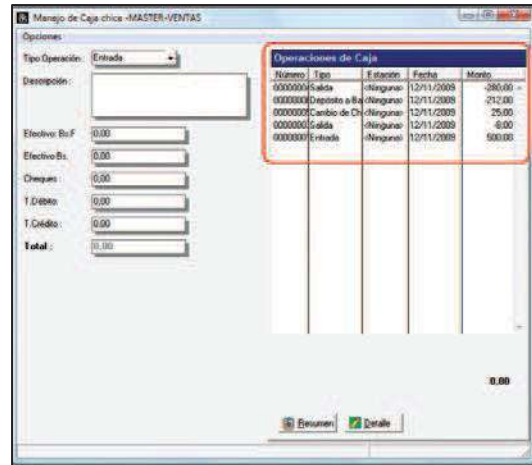 Manejo de Caja chica -MASTER-VENTAS
Opciones
Tipo Operación: Entrada
Descripción:
Efectivo: Bs.F 0,00
Efectivo Bs. 0,00
Cheques: 0,00
T.Débito: 0,00
T.Crédito: 0,00
Total: 0,00
Operaciones de Caja
Número Tipo Estación Fecha Monto
Salida <Ninguna> 12/11/2009 -280,00
Depósito a Ba <Ninguna> 12/11/2009 -212,00
Cambio de Ch <Ninguna> 12/11/2009 25,00
Salida <Ninguna> 12/11/2009 -8,00
Entrada <Ninguna> 12/11/2009 500,00
0,00
Resumen Detalle